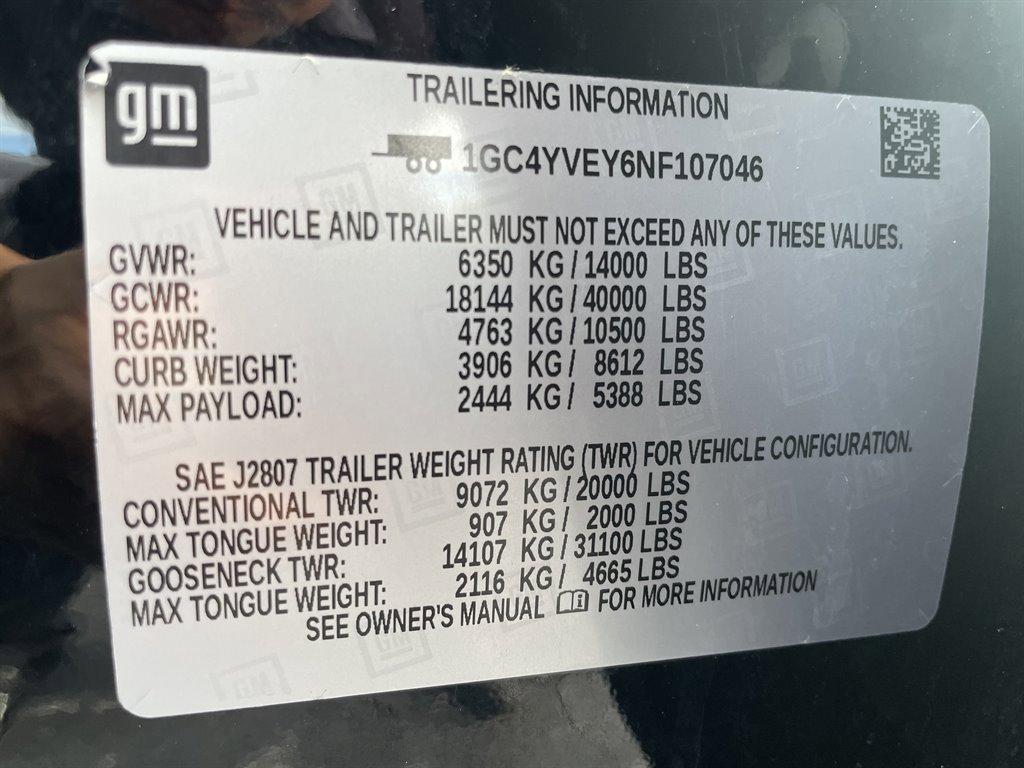 gm
TRAILERING INFORMATION
1GC4YVEY6NF107046
VEHICLE AND TRAILER MUST NOT EXCEED ANY OF THESE VALUES.
GVWR: 6350 KG/14000 LBS
GCWR: 18144 KG/40000 LBS
RGAWR: 4763 KG/10500 LBS
CURB WEIGHT: 3906 KG/ 8612 LBS
MAX PAYLOAD: 2444 KG/ 5388 LBS
SAE J2807 TRAILER WEIGHT RATING (TWR) FOR VEHICLE CONFIGURATION.
CONVENTIONAL TWR: 9072 KG/20000 LBS
MAX TONGUE WEIGHT: 907 KG/ 2000 LBS
GOOSENECK TWR: 14107 KG/31100 LBS
MAX TONGUE WEIGHT: 2116 KG/ 4665 LBS
SEE OWNER'S MANUAL FOR MORE INFORMATION